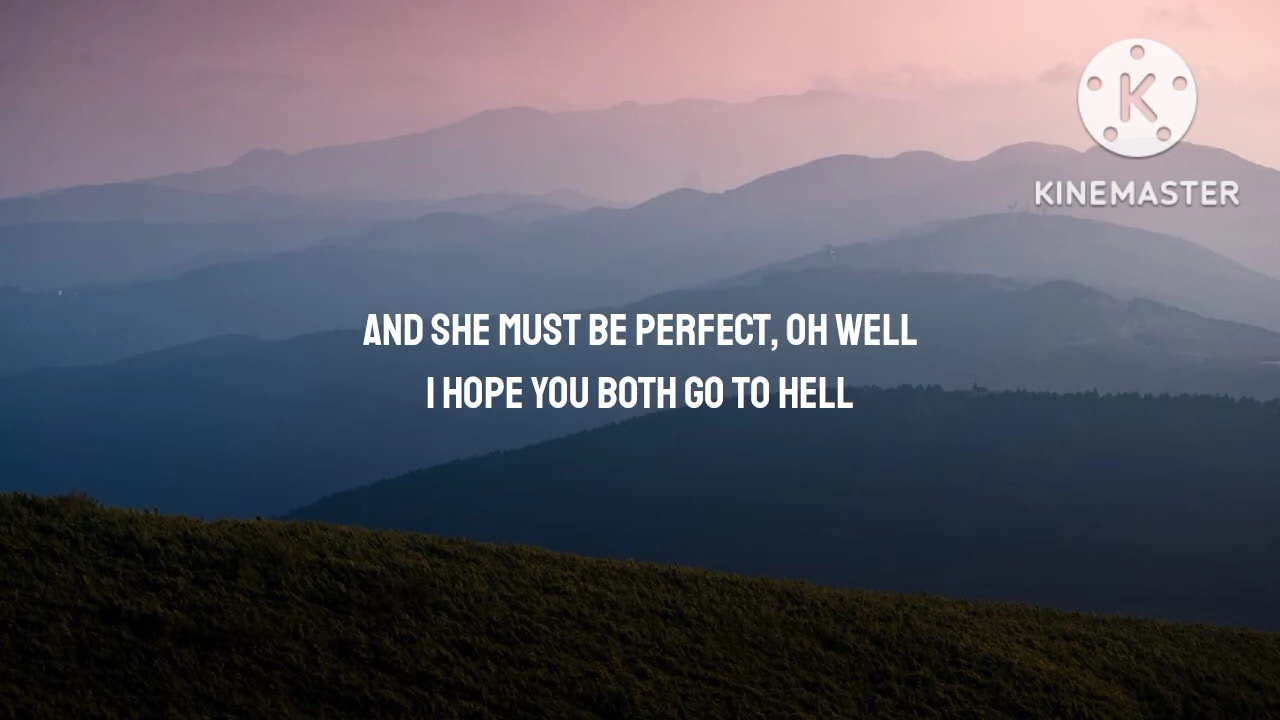 K
KINEMASTER
AND SHE MUST BE PERFECT, OH WELL
I HOPE YOU BOTH GO TO HELL